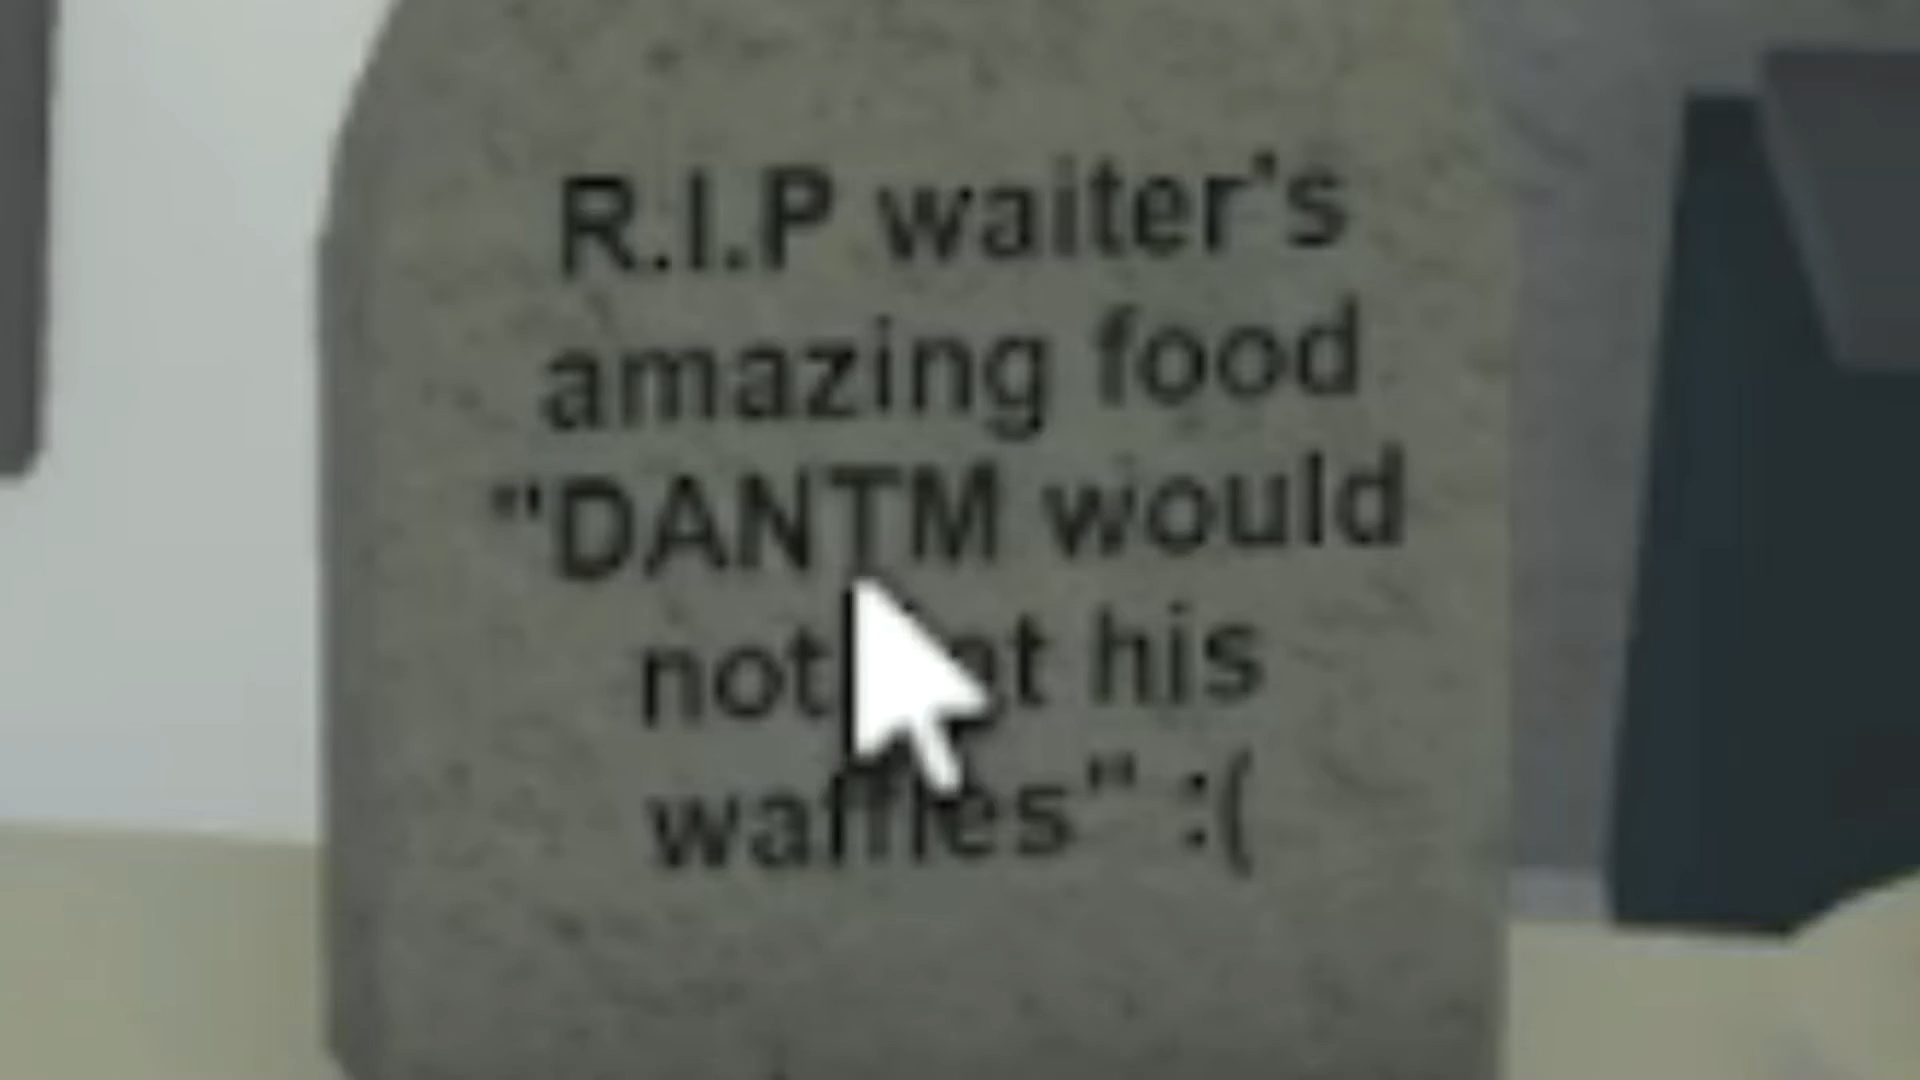 R.I.P waiter's
amazing food
"DANTM would
not his
waffles" :(